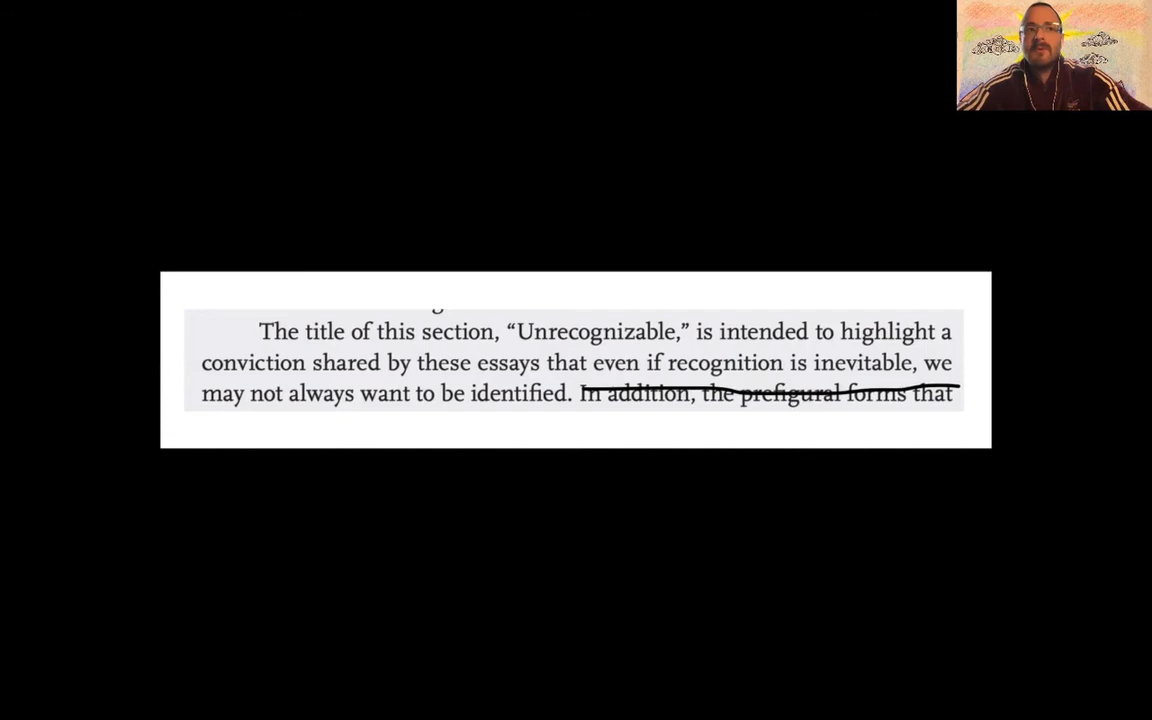 The title of this section, “Unrecognizable,” is intended to highlight a
conviction shared by these essays that even if recognition is inevitable, we
may not always want to be identified. In addition, the prefigural forms that